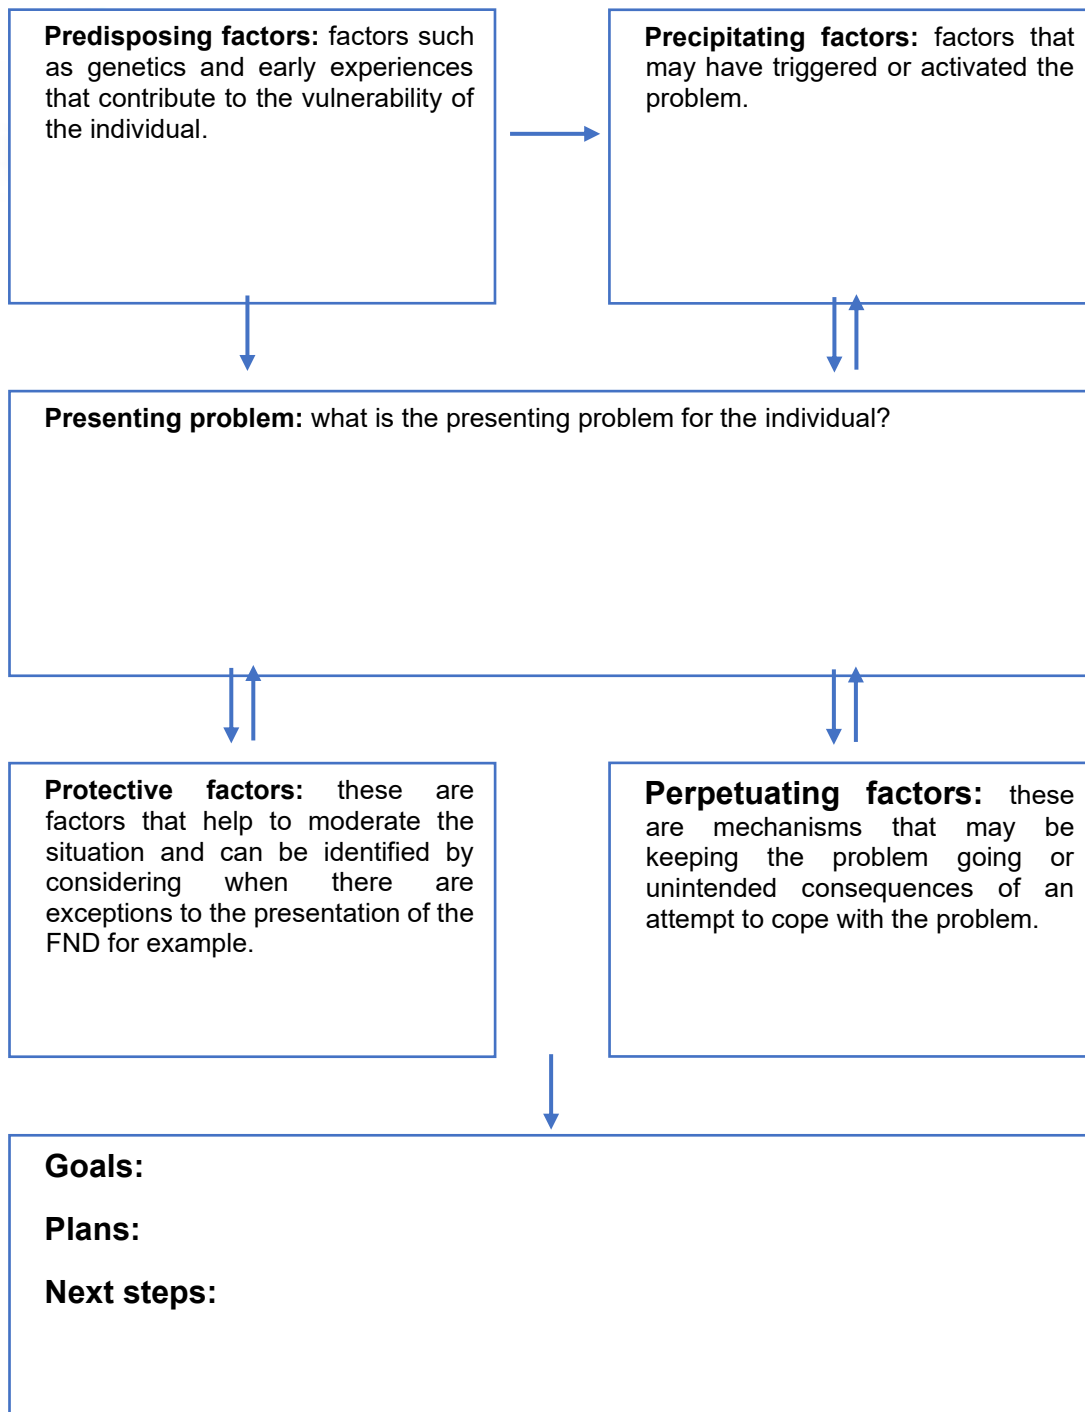 Predisposing factors: factors such
as genetics and early experiences
that contribute to the vulnerability of
the individual.
Precipitating factors: factors that
may have triggered or activated the
problem.
Presenting problem: what is the presenting problem for the individual?
Protective factors: these are
factors that help to moderate the
situation and can be identified by
considering when there are
exceptions to the presentation of the
FND for example.
Perpetuating factors: these
are mechanisms that may be
keeping the problem going or
unintended consequences of an
attempt to cope with the problem.
Goals:
Plans:
Next steps: